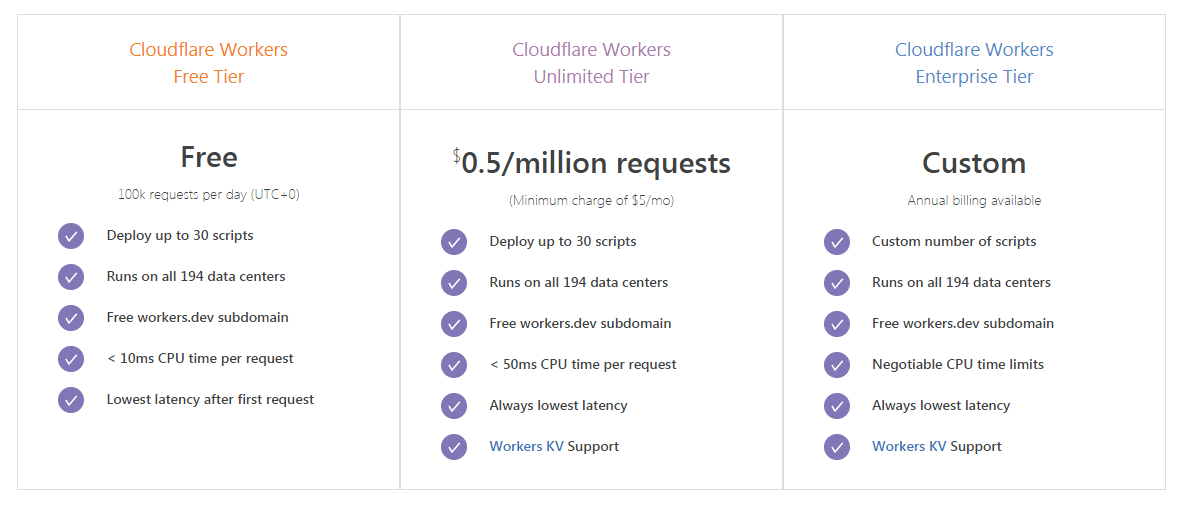 Cloudflare Workers
Free Tier
Free
100k requests per day (UTC+0)
Deploy up to 30 scripts
Runs on all 194 data centers
Free workers.dev subdomain
< 10ms CPU time per request
Lowest latency after first request
Cloudflare Workers
Unlimited Tier
$0.5/million requests
(Minimum charge of $5/mo)
Deploy up to 30 scripts
Runs on all 194 data centers
Free workers.dev subdomain
< 50ms CPU time per request
Always lowest latency
Workers KV Support
Cloudflare Workers
Enterprise Tier
Custom
Annual billing available
Custom number of scripts
Runs on all 194 data centers
Free workers.dev subdomain
Negotiable CPU time limits
Always lowest latency
Workers KV Support